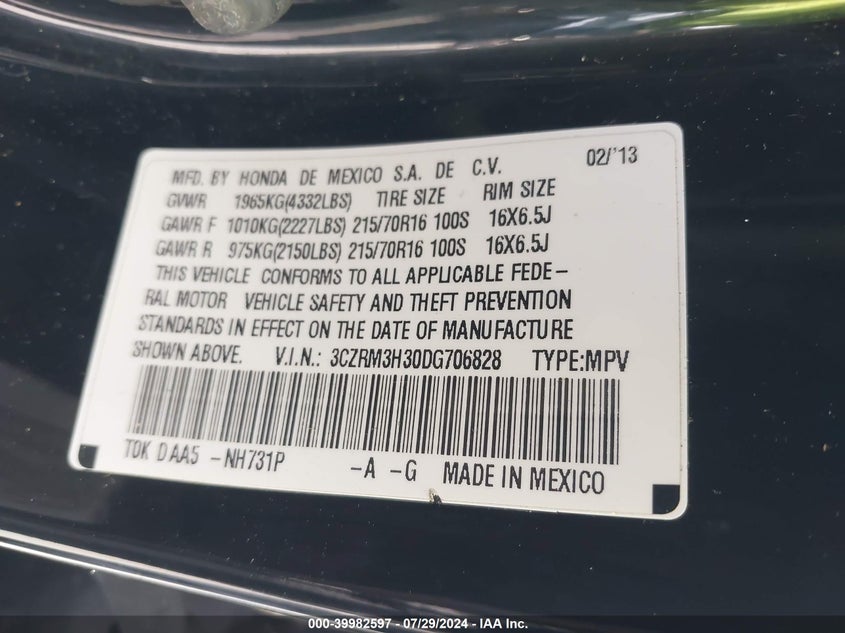 MFD. BY HONDA DE MEXICO S.A. DE C.V. 02/'13
GVWR 1965KG(4332LBS) TIRE SIZE RIM SIZE
GAWR F 1010KG(2227LBS) 215/70R16 100S 16X6.5J
GAWR R 975KG(2150LBS) 215/70R16 100S 16X6.5J
THIS VEHICLE CONFORMS TO ALL APPLICABLE FEDE-
RAL MOTOR VEHICLE SAFETY AND THEFT PREVENTION
STANDARDS IN EFFECT ON THE DATE OF MANUFACTURE
SHOWN ABOVE. V.I.N.: 3CZRM3H30DG706828 TYPE:MPV
TDK DAA5 -NH731P -A -G MADE IN MEXICO
000-39982597 - 07/29/2024 - IAA Inc.